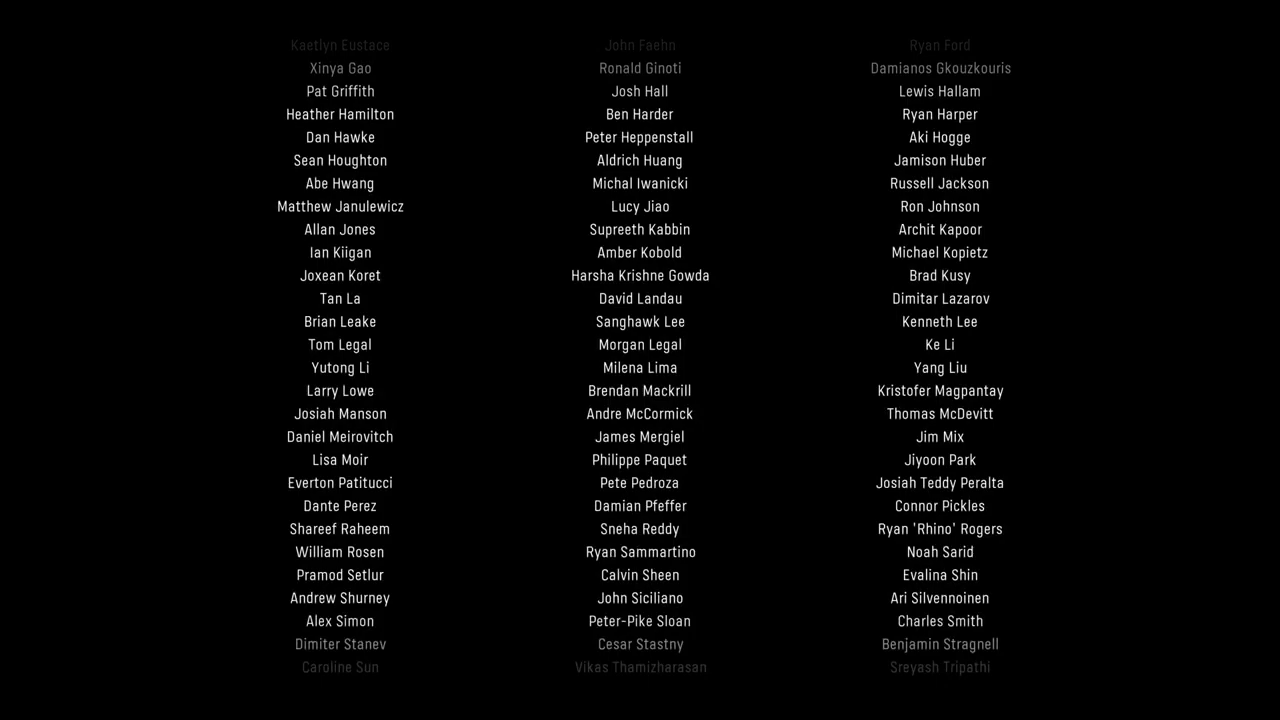 Kaetlyn Eustace John Faehn Ryan Ford
Xinya Gao Ronald Ginoti Damianos Gkouzkouris
Pat Griffith Josh Hall Lewis Hallam
Heather Hamilton Ben Harder Ryan Harper
Dan Hawke Peter Heppenstall Aki Hogge
Sean Houghton Aldrich Huang Jamison Huber
Abe Hwang Michal Iwanicki Russell Jackson
Matthew Janulewicz Lucy Jiao Ron Johnson
Allan Jones Supreeth Kabbin Archit Kapoor
Ian Kiigan Amber Kobold Michael Kopietz
Joxean Koret Harsha Krishne Gowda Brad Kusy
Tan La David Landau Dimitar Lazarov
Brian Leake Sanghawk Lee Kenneth Lee
Tom Legal Morgan Legal Ke Li
Yutong Li Milena Lima Yang Liu
Larry Lowe Brendan Mackrill Kristofer Magpantay
Josiah Manson Andre McCormick Thomas McDevitt
Daniel Meirovitch James Mergiel Jim Mix
Lisa Moir Philippe Paquet Jiyoon Park
Everton Patitucci Pete Pedroza Josiah Teddy Peralta
Dante Perez Damian Pfeffer Connor Pickles
Shareef Raheem Sneha Reddy Ryan 'Rhino' Rogers
William Rosen Ryan Sammartino Noah Sarid
Pramod Setlur Calvin Sheen Evalina Shin
Andrew Shurney John Siciliano Ari Silvennoinen
Alex Simon Peter-Pike Sloan Charles Smith
Dimiter Stanev Cesar Stastny Benjamin Stragnell
Caroline Sun Vikas Thamizharasan Sreyash Tripathi